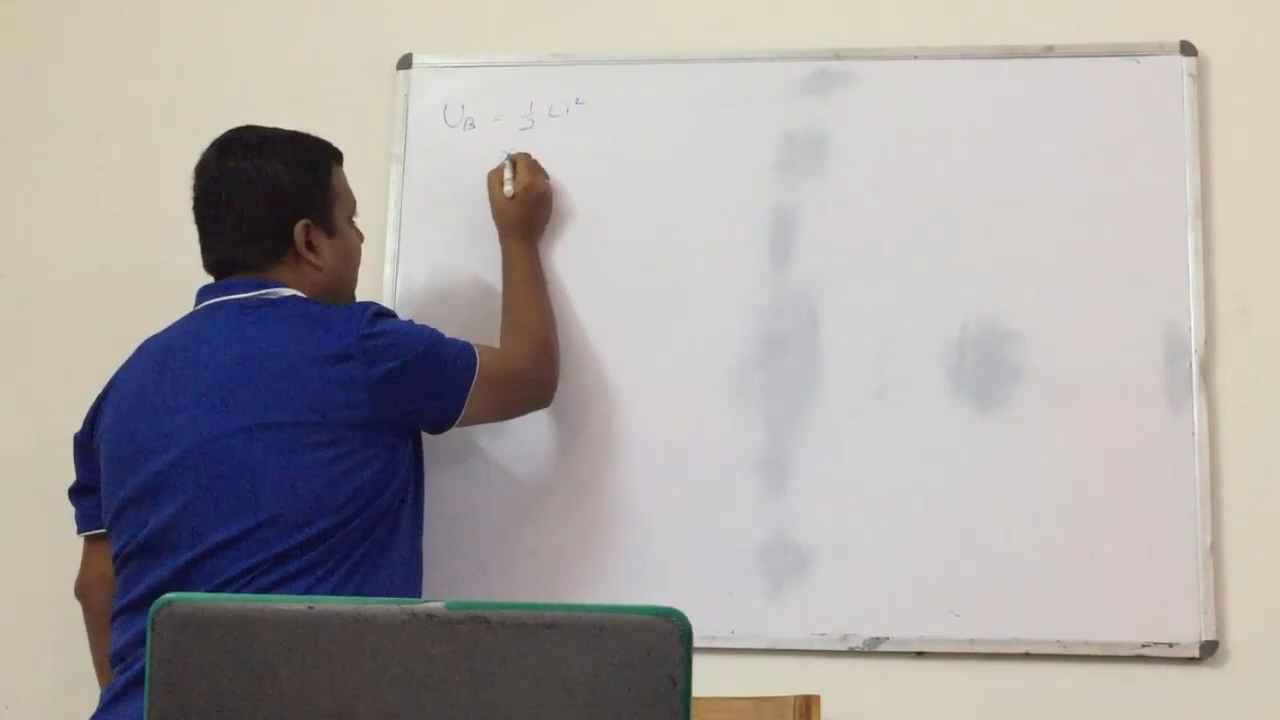 U_B = 1/2 Li²